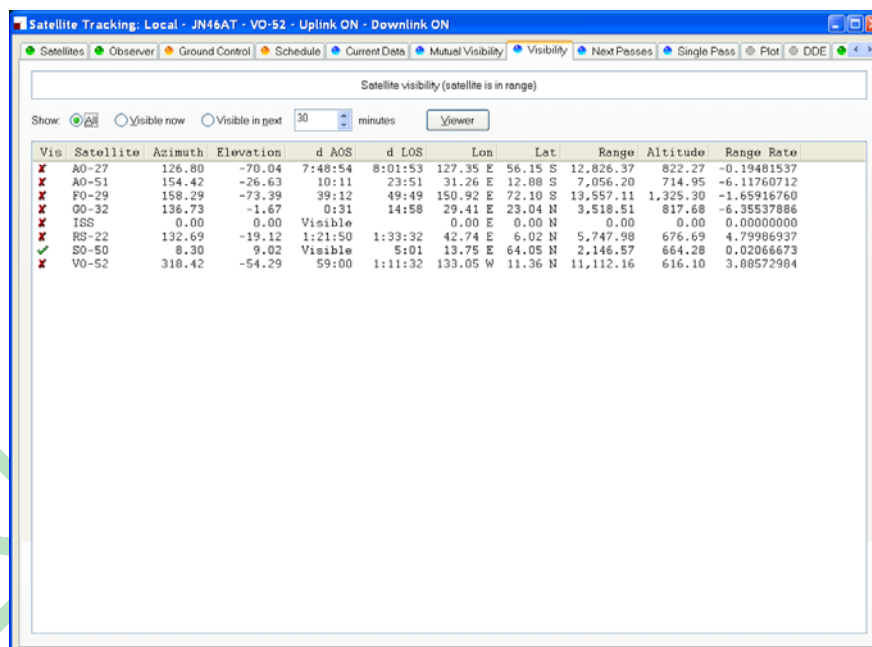 Satellite Tracking: Local - JN46AT - VO-52 - Uplink ON - Downlink ON
Satellites Observer Ground Control Schedule Current Data Mutual Visibility Visibility Next Passes Single Pass Plot DDE
Satellite visibility (satellite is in range)
Show: All Visible now Visible in next 30 minutes Viewer
Vis Satellite Azimuth Elevation d AOS d LOS Lon Lat Range Altitude Range Rate
AO-27 126.80 -70.04 7:48:54 8:01:53 127.35 E 56.15 S 12,826.37 822.27 -0.19481537
AO-51 154.42 -26.63 10:11 23:51 31.26 E 12.88 S 7,056.20 714.95 -6.11760712
FO-29 158.29 -73.39 39:12 49:49 150.92 E 72.10 S 13,557.11 1,325.30 -1.65916760
GO-32 136.73 -1.67 0:31 14:58 29.41 E 23.04 N 3,518.51 817.68 -6.35537886
ISS 0.00 0.00 Visible 0.00 E 0.00 N 0.00 0.00 0.00000000
RS-22 132.69 -19.12 1:21:50 1:33:32 42.74 E 6.02 N 5,747.98 676.69 4.79986937
SO-50 8.30 9.02 Visible 5:01 13.75 E 64.05 N 2,146.57 664.28 0.02066673
VO-52 318.42 -54.29 59:00 1:11:32 133.05 W 11.36 N 11,112.16 616.10 3.88572984